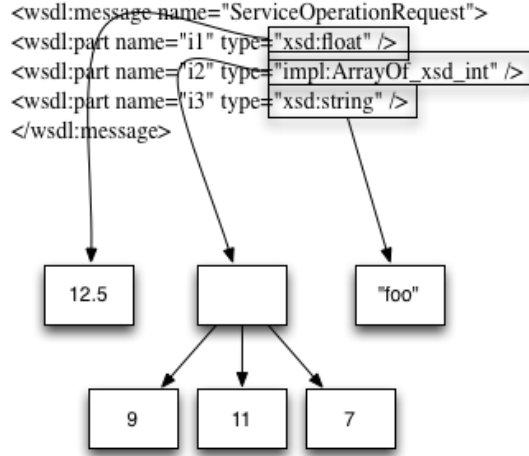 <wsdl:message name="ServiceOperationRequest">
<wsdl:part name="i1" type="xsd:float" />
<wsdl:part name="i2" type="impl:ArrayOf_xsd_int" />
<wsdl:part name="i3" type="xsd:string" />
</wsdl:message>
12.5
"foo"
9
11
7